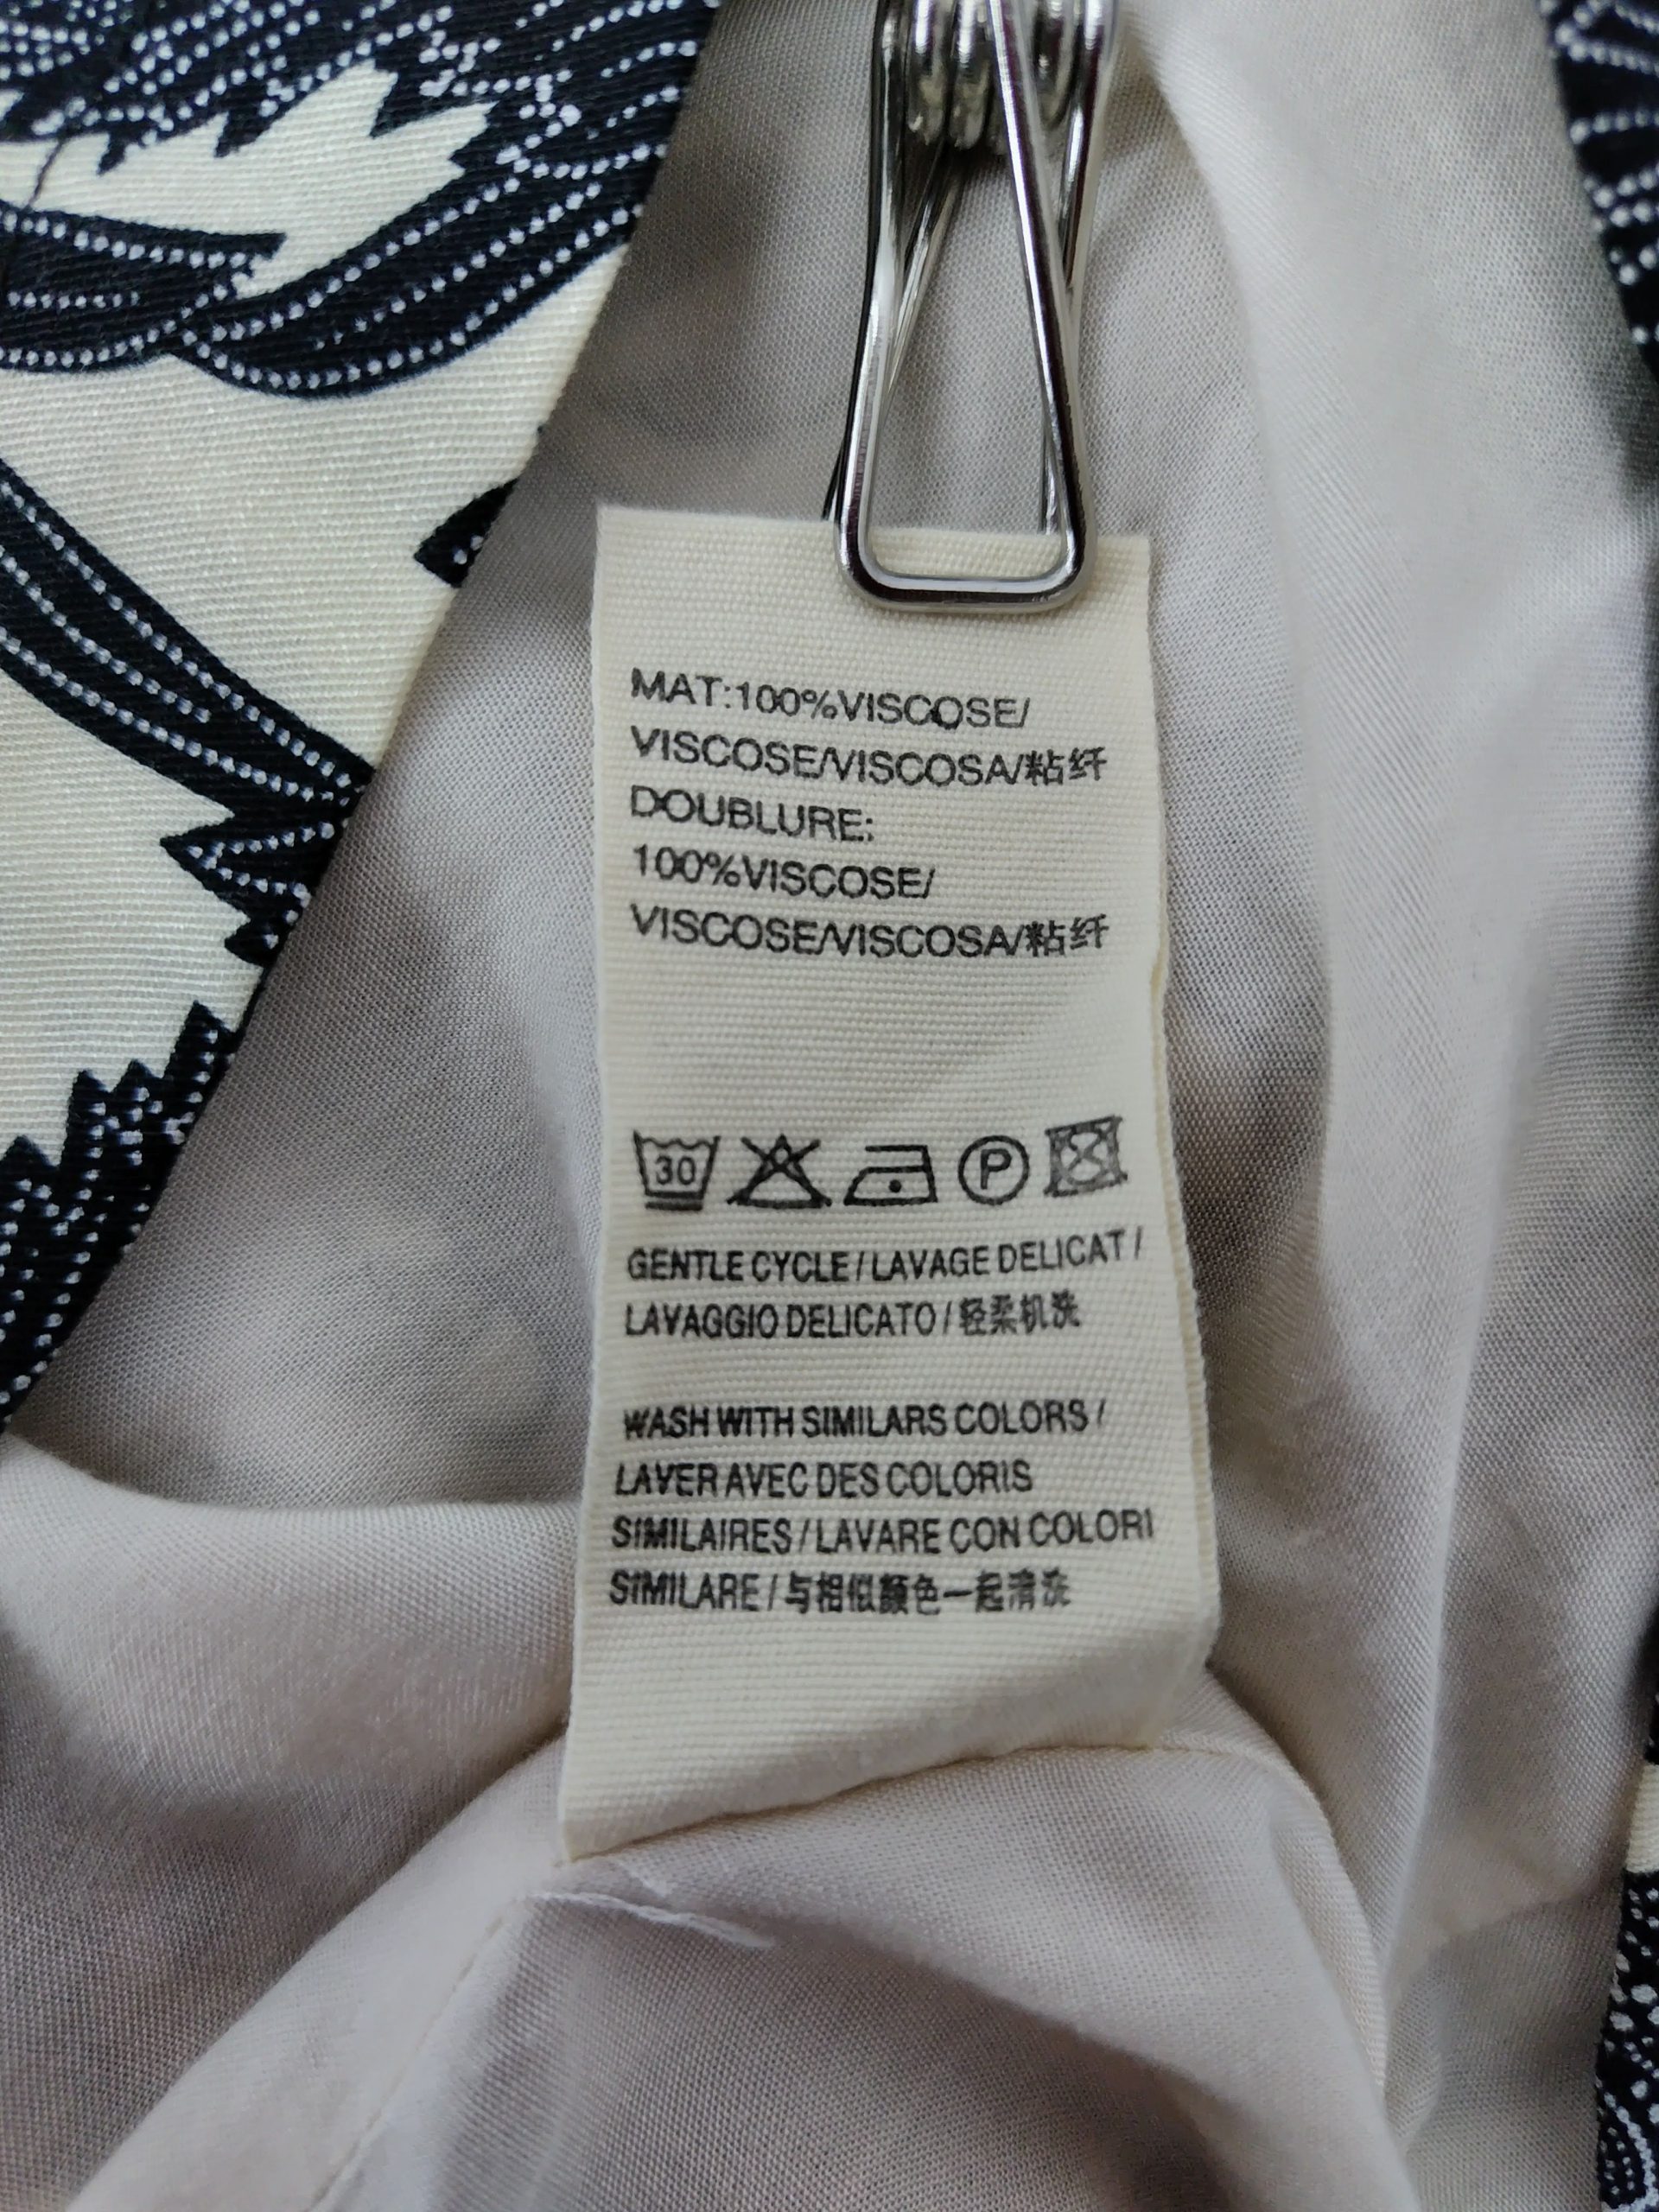 MAT:100%VISCOSE/
VISCOSE/VISCOSA/粘纤
DOUBLURE:
100%VISCOSE/
VISCOSE/VISCOSA/粘纤
30 P
GENTLE CYCLE / LAVAGE DELICAT /
LAVAGGIO DELICATO / 轻柔机洗
WASH WITH SIMILARS COLORS /
LAVER AVEC DES COLORIS
SIMILAIRES / LAVARE CON COLORI
SIMILARE / 与相似颜色一起清洗